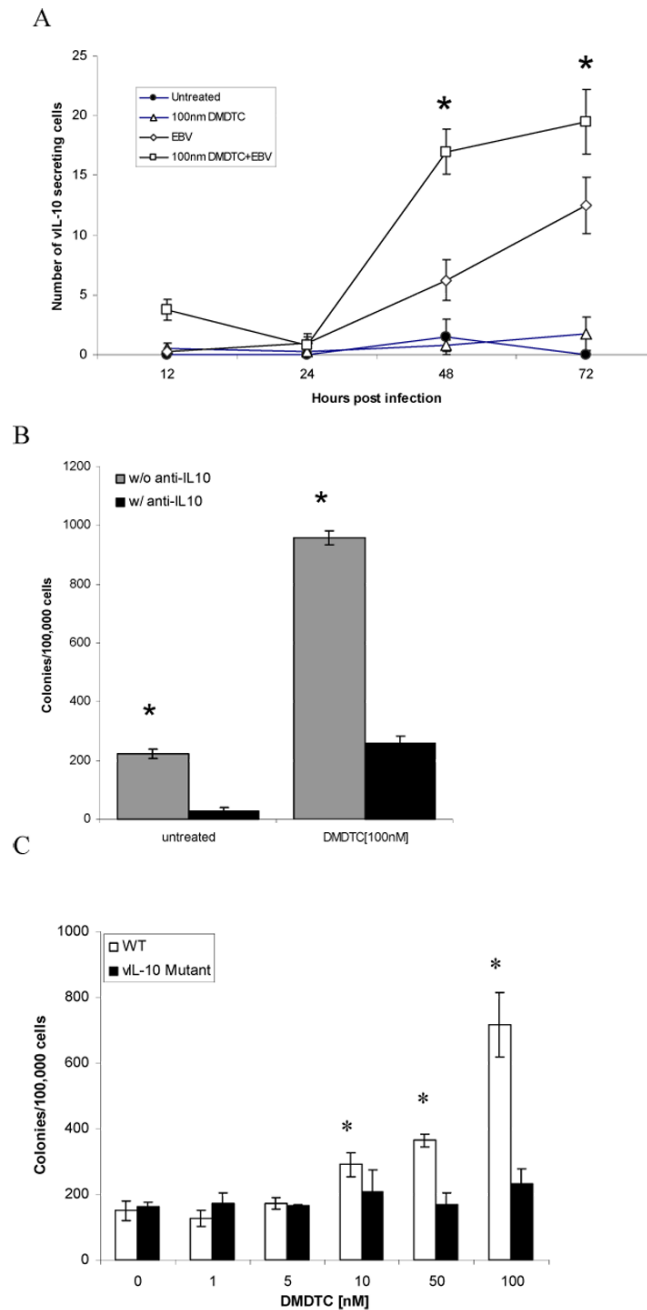 A
Number of vIL-10 secreting cells
25
20
15
10
5
0
Untreated
100nm DMDTC
EBV
100nm DMDTC+EBV
*
*
12
24
48
72
Hours post infection
B
Colonies/100,000 cells
1200
1000
800
600
400
200
0
w/o anti-IL10
w/ anti-IL10
*
*
untreated
DMDTC[100nM]
C
Colonies/100,000 cells
1000
800
600
400
200
0
WT
vIL-10 Mutant
*
*
*
0
1
5
10
50
100
DMDTC [nM]